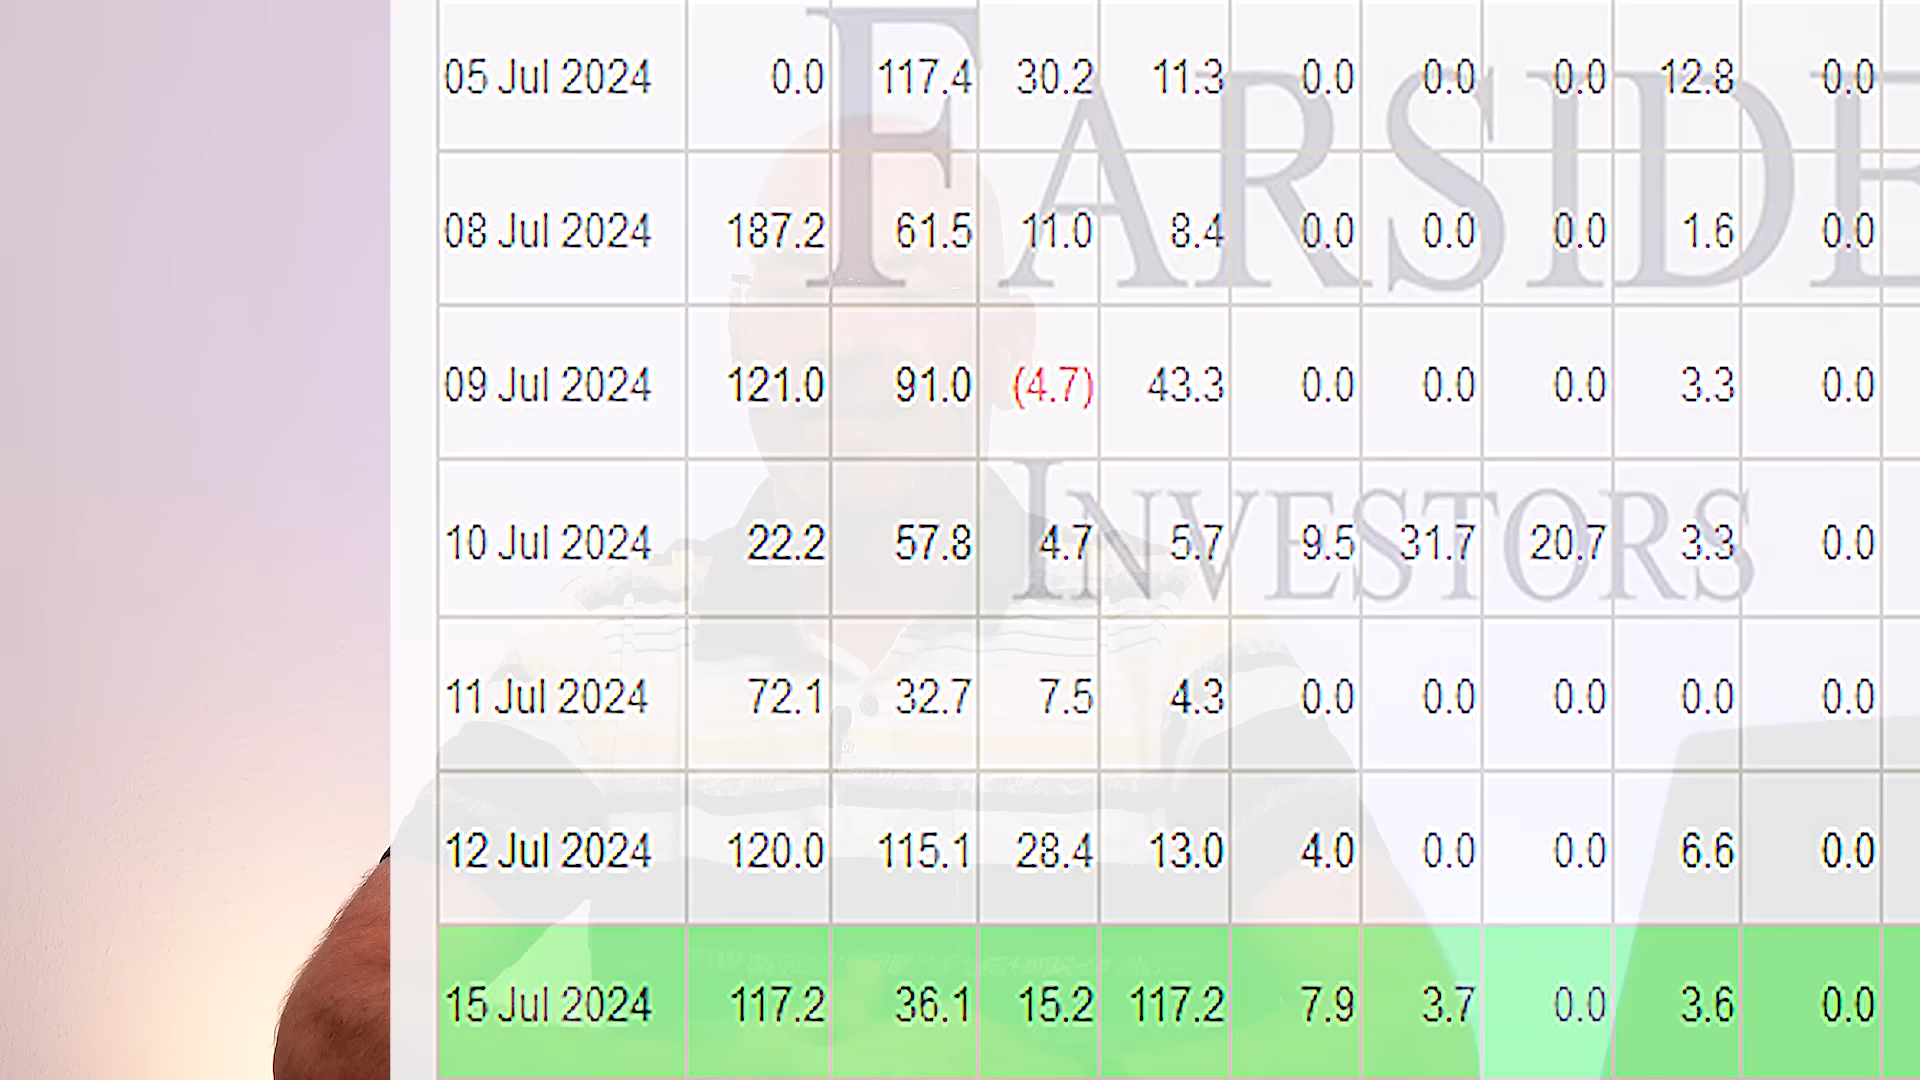 05 Jul 2024 0.0 117.4 30.2 11.3 0.0 0.0 0.0 12.8 0.0
FARSIDE
08 Jul 2024 187.2 61.5 11.0 8.4 0.0 0.0 0.0 1.6 0.0
09 Jul 2024 121.0 91.0 (4.7) 43.3 0.0 0.0 0.0 3.3 0.0
10 Jul 2024 22.2 57.8 4.7 5.7 9.5 31.7 20.7 3.3 0.0
INVESTORS
11 Jul 2024 72.1 32.7 7.5 4.3 0.0 0.0 0.0 0.0 0.0
12 Jul 2024 120.0 115.1 28.4 13.0 4.0 0.0 0.0 6.6 0.0
15 Jul 2024 117.2 36.1 15.2 117.2 7.9 3.7 0.0 3.6 0.0